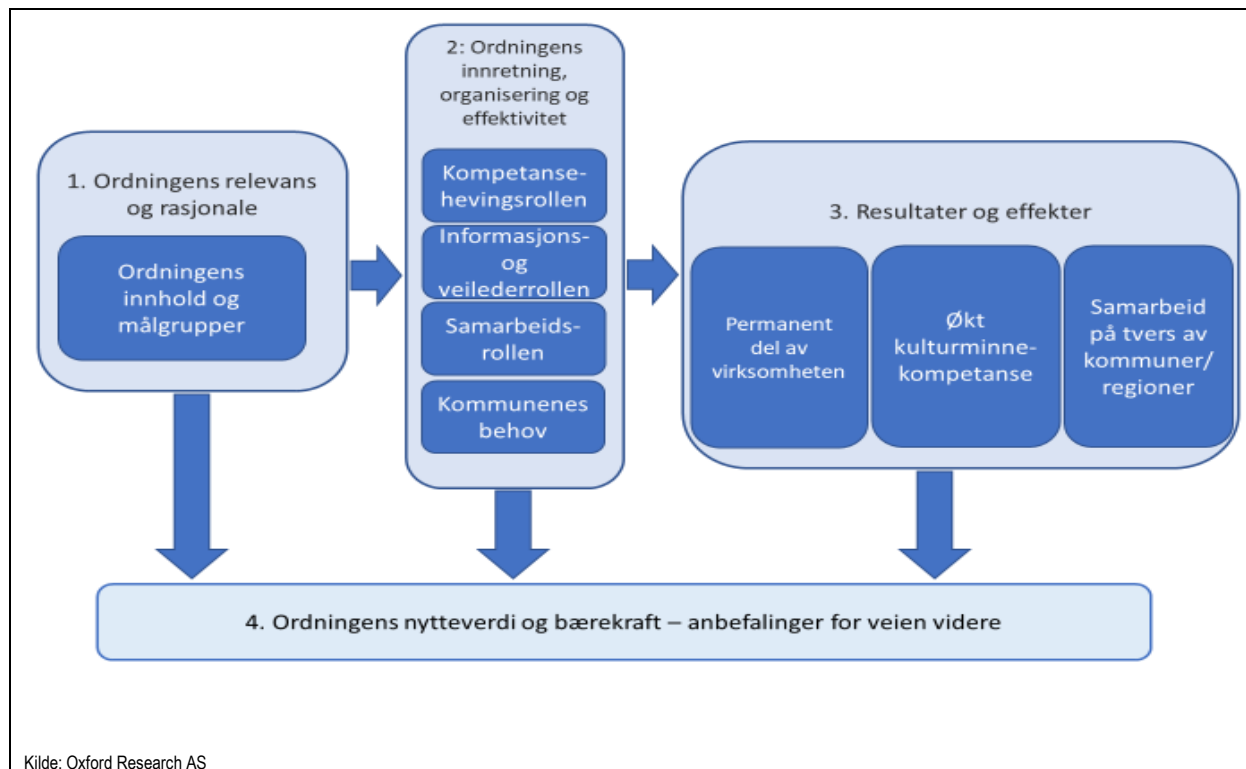 1. Ordningens relevans
og rasjonale
Ordningens
innhold og
målgrupper
2: Ordningens
innretning,
organisering og
effektivitet
Kompetanse-
hevingsrollen
Informasjons-
og
veilederrollen
Samarbeids-
rollen
Kommunenes
behov
3. Resultater og effekter
Permanent
del av
virksomheten
Økt
kulturminne-
kompetanse
Samarbeid
på tvers av
kommuner/
regioner
4. Ordningens nytteverdi og bærekraft – anbefalinger for veien videre
Kilde: Oxford Research AS